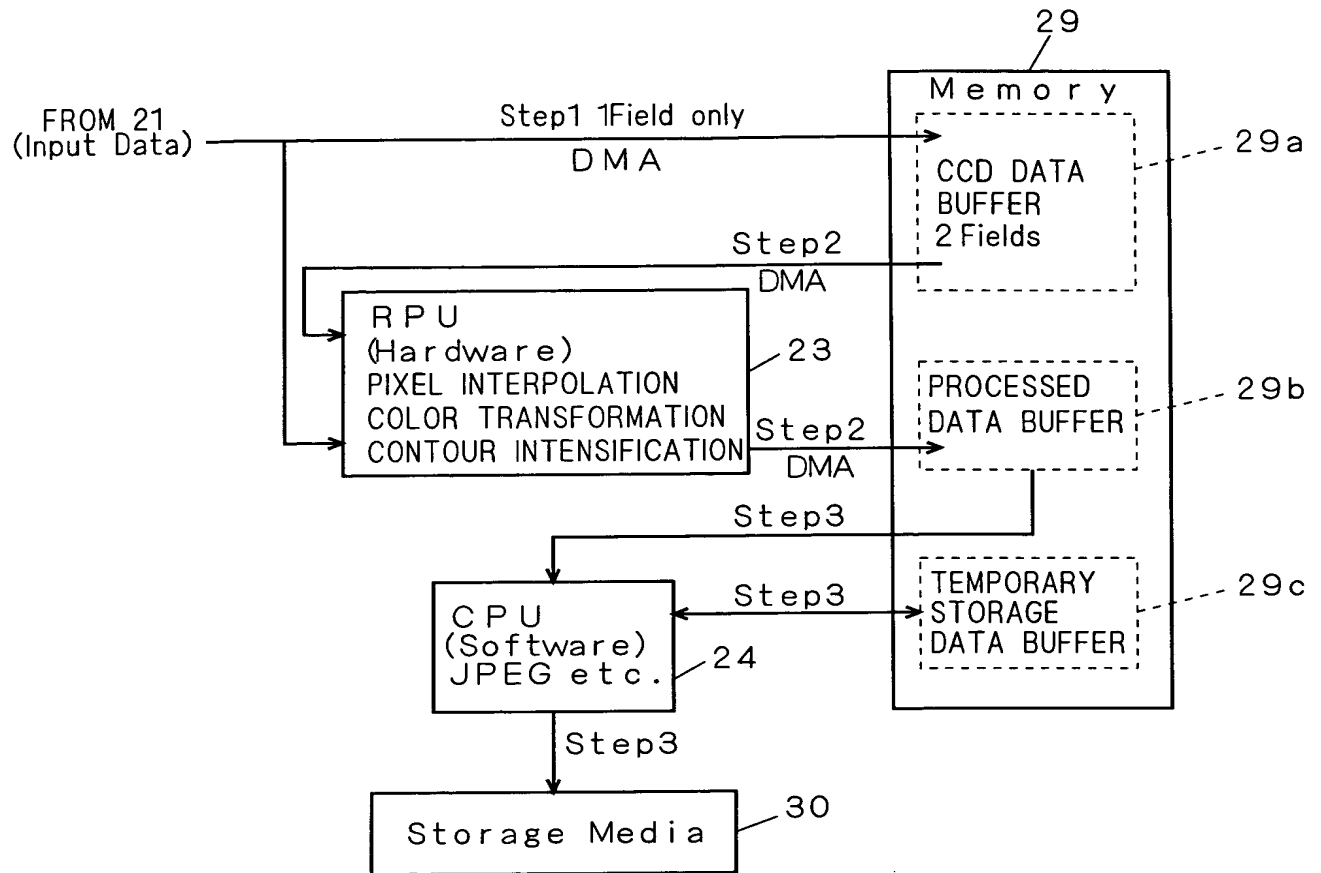 29
Memory
FROM 21
(Input Data)
Step1 1Field only
DMA
29a
CCD DATA
BUFFER
2 Fields
Step2
DMA
RPU
(Hardware)
PIXEL INTERPOLATION
COLOR TRANSFORMATION
CONTOUR INTENSIFICATION
23
Step2
DMA
PROCESSED
DATA BUFFER
29b
Step3
CPU
(Software)
JPEG etc.
24
Step3
TEMPORARY
STORAGE
DATA BUFFER
29c
Step3
Storage Media
30